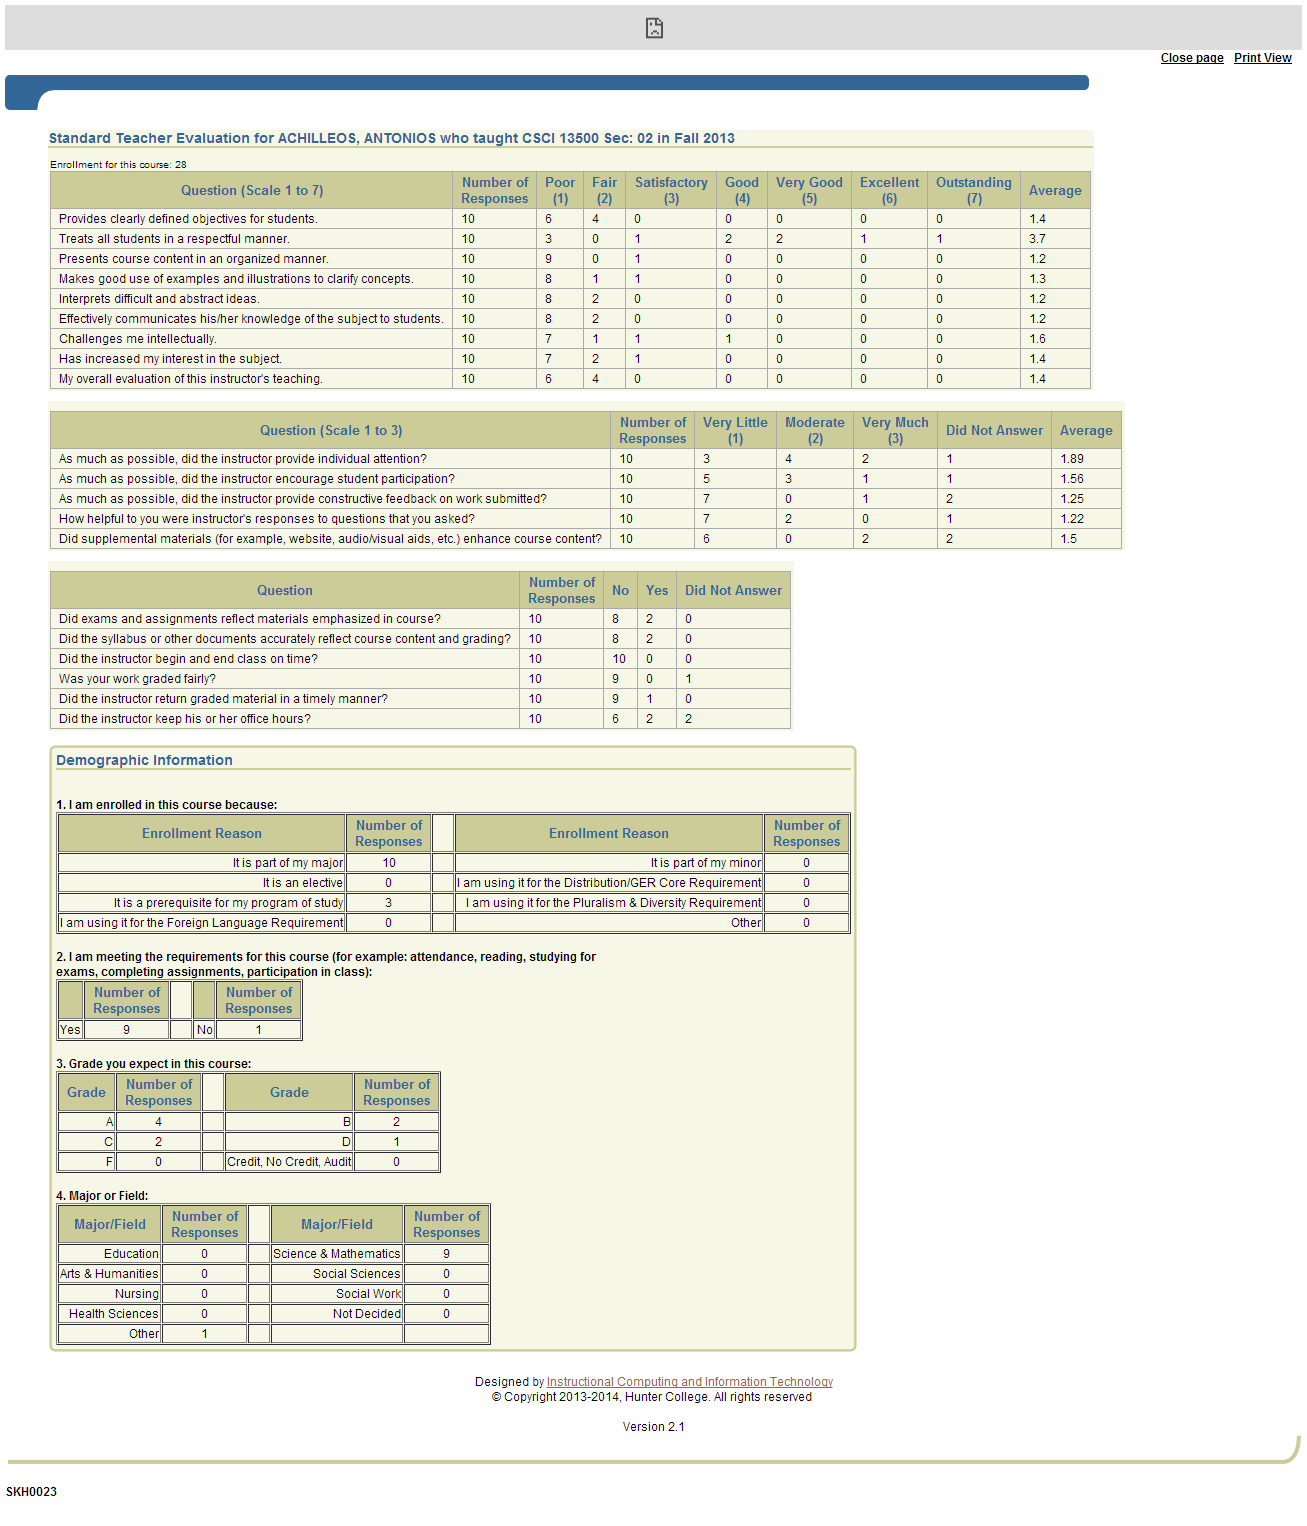 Close page Print View
Standard Teacher Evaluation for ACHILLEOS, ANTONIOS who taught CSCI 13500 Sec: 02 in Fall 2013
Enrollment for this course: 28
Question (Scale 1 to 7) Number of Responses Poor (1) Fair (2) Satisfactory (3) Good (4) Very Good (5) Excellent (6) Outstanding (7) Average
Provides clearly defined objectives for students. 10 6 4 0 0 0 0 0 1.4
Treats all students in a respectful manner. 10 3 0 1 2 2 1 1 3.7
Presents course content in an organized manner. 10 9 0 1 0 0 0 0 1.2
Makes good use of examples and illustrations to clarify concepts. 10 8 1 1 0 0 0 0 1.3
Interprets difficult and abstract ideas. 10 8 2 0 0 0 0 0 1.2
Effectively communicates his/her knowledge of the subject to students. 10 8 2 0 0 0 0 0 1.2
Challenges me intellectually. 10 7 1 1 1 0 0 0 1.6
Has increased my interest in the subject. 10 7 2 1 0 0 0 0 1.4
My overall evaluation of this instructor's teaching. 10 6 4 0 0 0 0 0 1.4
Question (Scale 1 to 3) Number of Responses Very Little (1) Moderate (2) Very Much (3) Did Not Answer Average
As much as possible, did the instructor provide individual attention? 10 3 4 2 1 1.89
As much as possible, did the instructor encourage student participation? 10 5 3 1 1 1.56
As much as possible, did the instructor provide constructive feedback on work submitted? 10 7 0 1 2 1.25
How helpful to you were instructor's responses to questions that you asked? 10 7 2 0 1 1.22
Did supplemental materials (for example, website, audio/visual aids, etc.) enhance course content? 10 6 0 2 2 1.5
Question Number of Responses No Yes Did Not Answer
Did exams and assignments reflect materials emphasized in course? 10 8 2 0
Did the syllabus or other documents accurately reflect course content and grading? 10 8 2 0
Did the instructor begin and end class on time? 10 10 0 0
Was your work graded fairly? 10 9 0 1
Did the instructor return graded material in a timely manner? 10 9 1 0
Did the instructor keep his or her office hours? 10 6 2 2
Demographic Information
1. I am enrolled in this course because:
Enrollment Reason Number of Responses Enrollment Reason Number of Responses
It is part of my major 10 It is part of my minor 0
It is an elective 0 I am using it for the Distribution/GER Core Requirement 0
It is a prerequisite for my program of study 3 I am using it for the Pluralism & Diversity Requirement 0
I am using it for the Foreign Language Requirement 0 Other 0
2. I am meeting the requirements for this course (for example: attendance, reading, studying for
exams, completing assignments, participation in class):
Number of Responses Number of Responses
Yes 9 No 1
3. Grade you expect in this course:
Grade Number of Responses Grade Number of Responses
A 4 B 2
C 2 D 1
F 0 Credit, No Credit, Audit 0
4. Major or Field:
Major/Field Number of Responses Major/Field Number of Responses
Education 0 Science & Mathematics 9
Arts & Humanities 0 Social Sciences 0
Nursing 0 Social Work 0
Health Sciences 0 Not Decided 0
Other 1
Designed by Instructional Computing and Information Technology
© Copyright 2013-2014, Hunter College. All rights reserved
Version 2.1
SKH0023